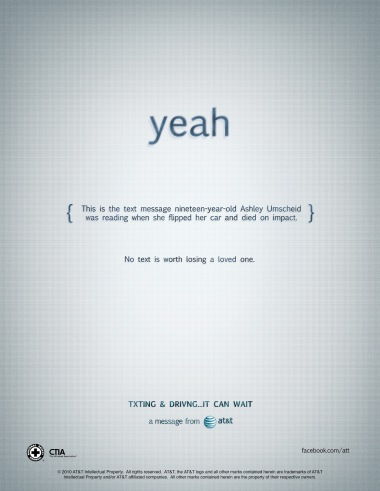 yeah
{ This is the text message nineteen-year-old Ashley Umscheid
was reading when she flipped her car and died on impact. }
No text is worth losing a loved one.
TXTING & DRIVNG...IT CAN WAIT
a message from at&t
CTIA
facebook.com/att
© 2010 AT&T Intellectual Property. All rights reserved. AT&T, the AT&T logo and all other marks contained herein are trademarks of AT&T
Intellectual Property and/or AT&T affiliated companies. All other marks contained herein are the property of their respective owners.